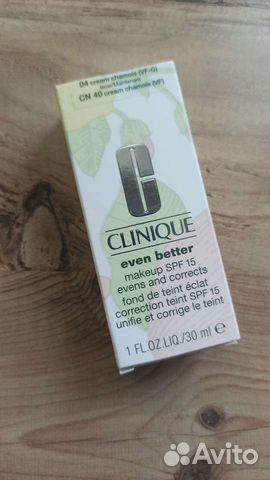 04 cream chamois (VF-G)
Now/Maintenant
CN 40 cream chamois (VF)
CLINIQUE
even better
makeup SPF 15
evens and corrects
fond de teint éclat
correction teint SPF 15
unifie et corrige le teint
1 FL.OZ.LIQ./30 ml e
Avito